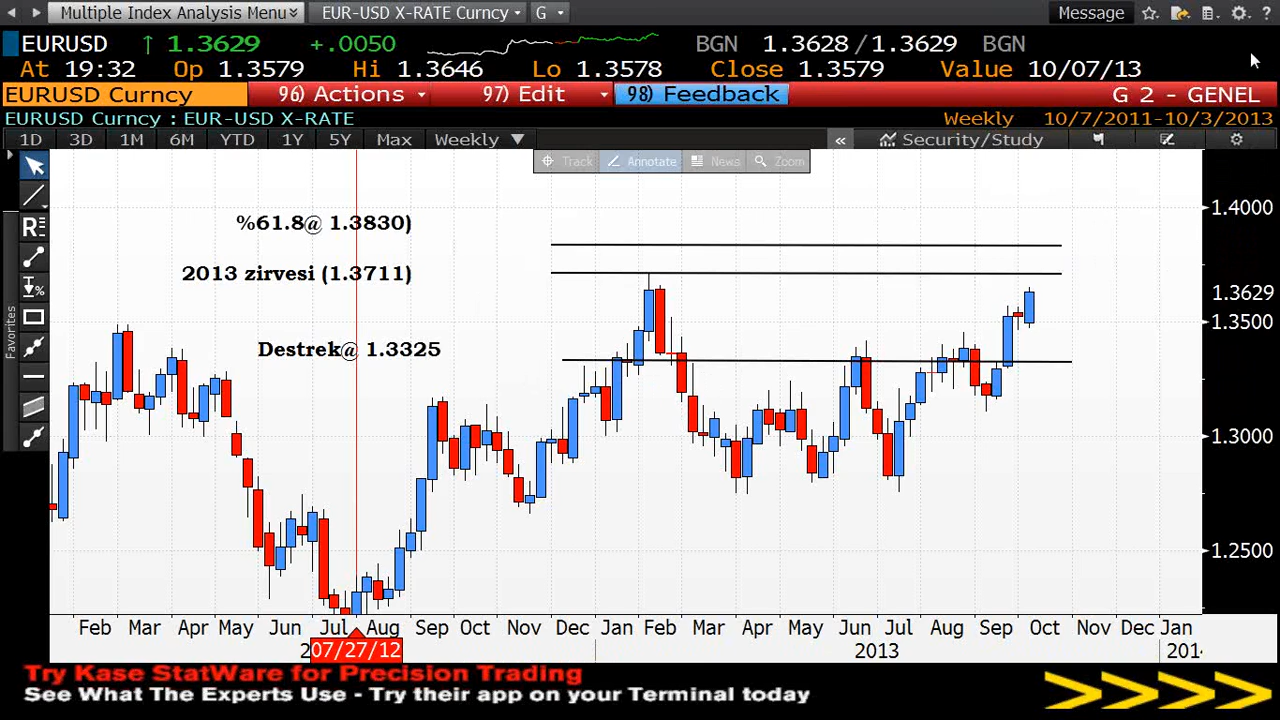 Multiple Index Analysis Menu EUR-USD X-RATE Curncy G Message
EURUSD ↑ 1.3629 +.0050 BGN 1.3628/1.3629 BGN
At 19:32 Op 1.3579 Hi 1.3646 Lo 1.3578 Close 1.3579 Value 10/07/13
EURUSD Curncy 96) Actions 97) Edit 98) Feedback G 2 - GENEL
EURUSD Curncy : EUR-USD X-RATE Weekly 10/7/2011-10/3/2013
1D 3D 1M 6M YTD 1Y 5Y Max Weekly « Security/Study
Track Annotate News Zoom
%61.8@ 1.3830)
2013 zirvesi (1.3711)
Destrek@ 1.3325
1.4000
1.3629
1.3500
1.3000
1.2500
Favorites
Feb Mar Apr May Jun Jul Aug Sep Oct Nov Dec Jan Feb Mar Apr May Jun Jul Aug Sep Oct Nov Dec Jan
07/27/12 2013 201
Try Kase StatWare for Precision Trading
See What The Experts Use - Try their app on your Terminal today